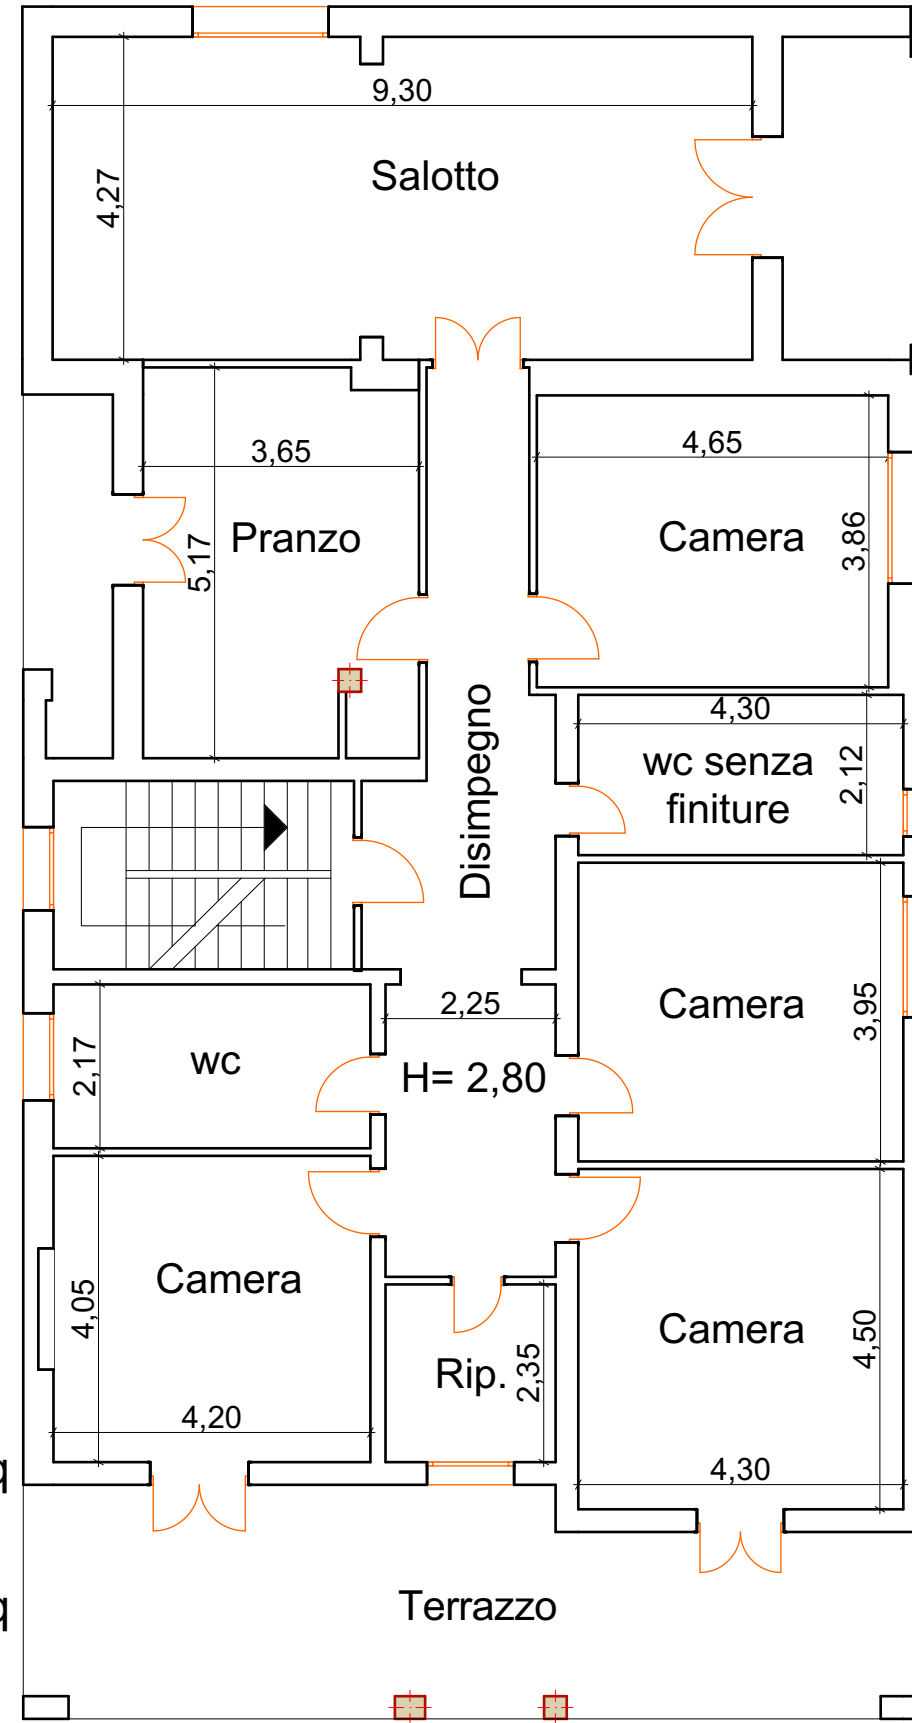 9,30
Salotto
4,27
3,65
4,65
Pranzo
5,17
Camera
3,86
4,30
wc senza
finiture
2,12
Disimpegno
2,25
Camera
3,95
wc
2,17
H= 2,80
Camera
4,05
4,20
Rip.
2,35
Camera
4,50
4,30
q
Terrazzo
q